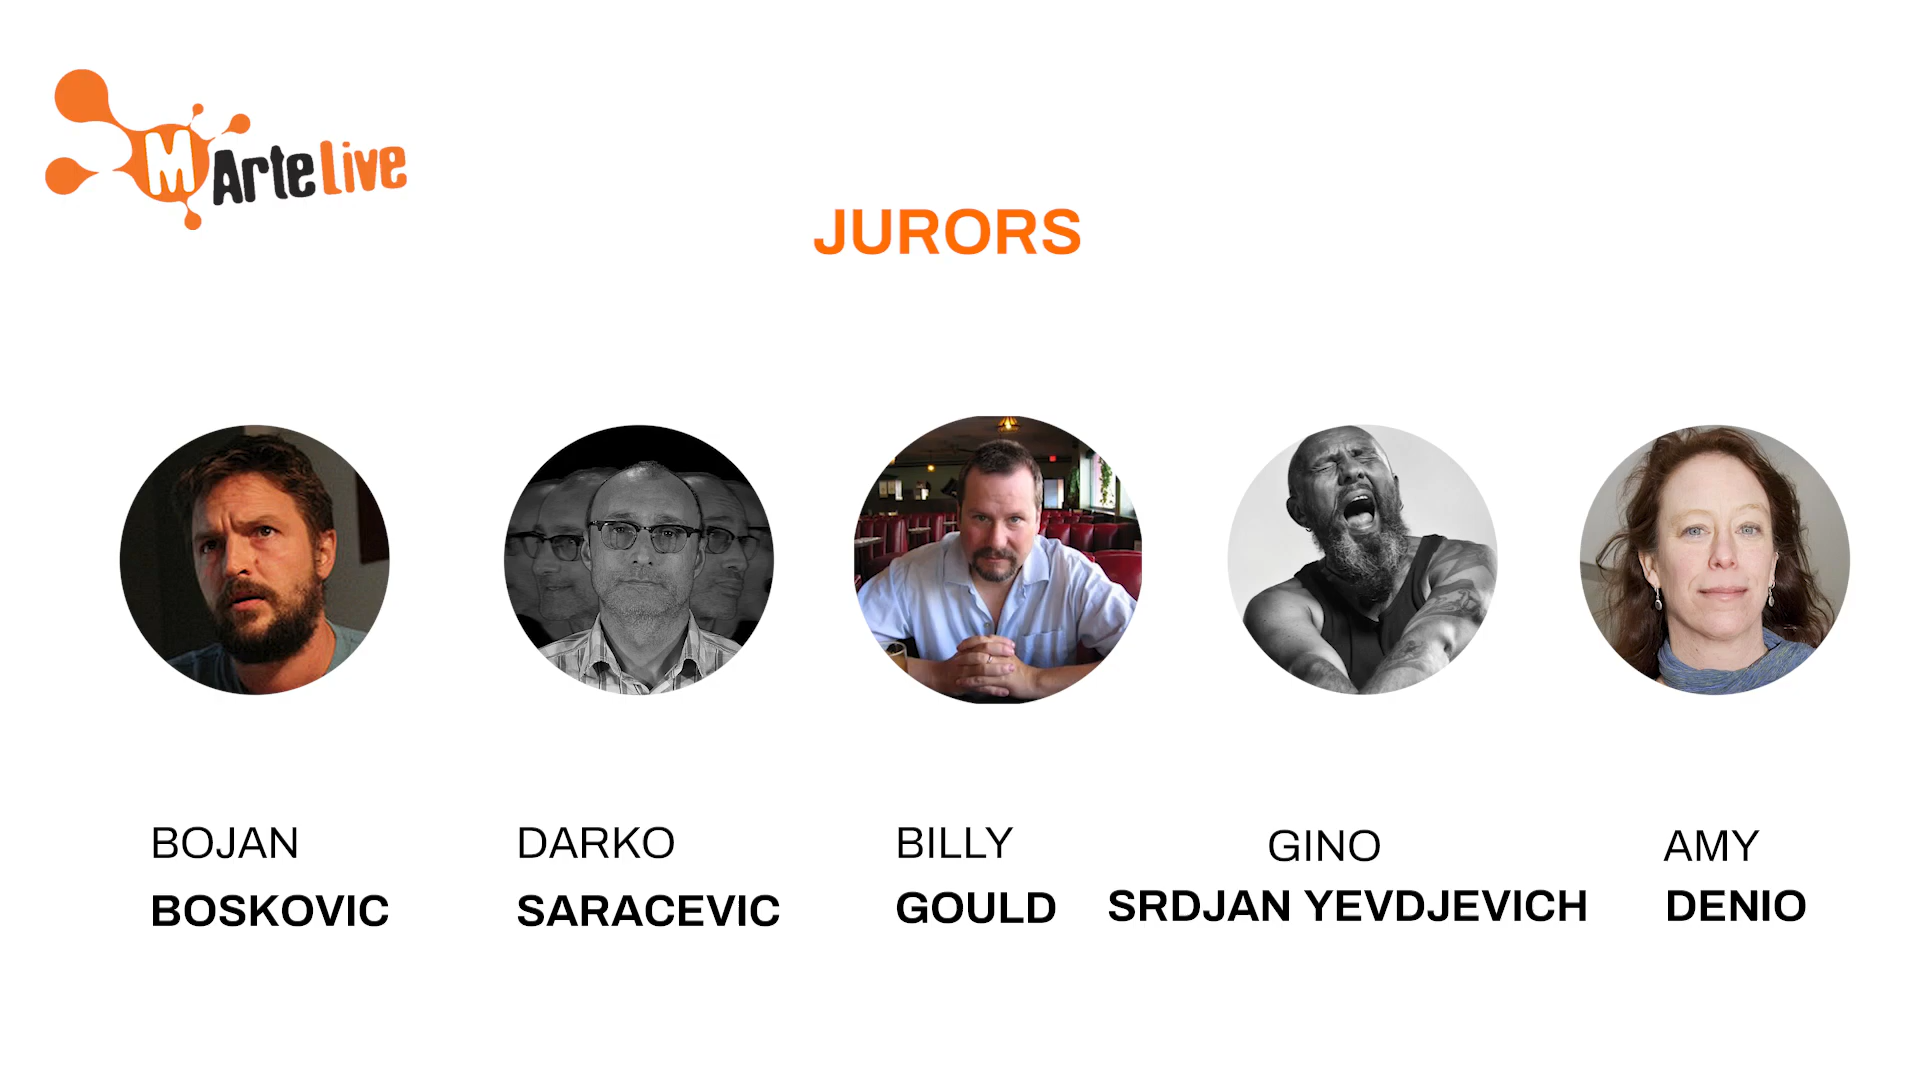 MArtelive
JURORS
BOJAN
BOSKOVIC
DARKO
SARACEVIC
BILLY
GOULD
GINO
SRDJAN YEVDJEVICH
AMY
DENIO